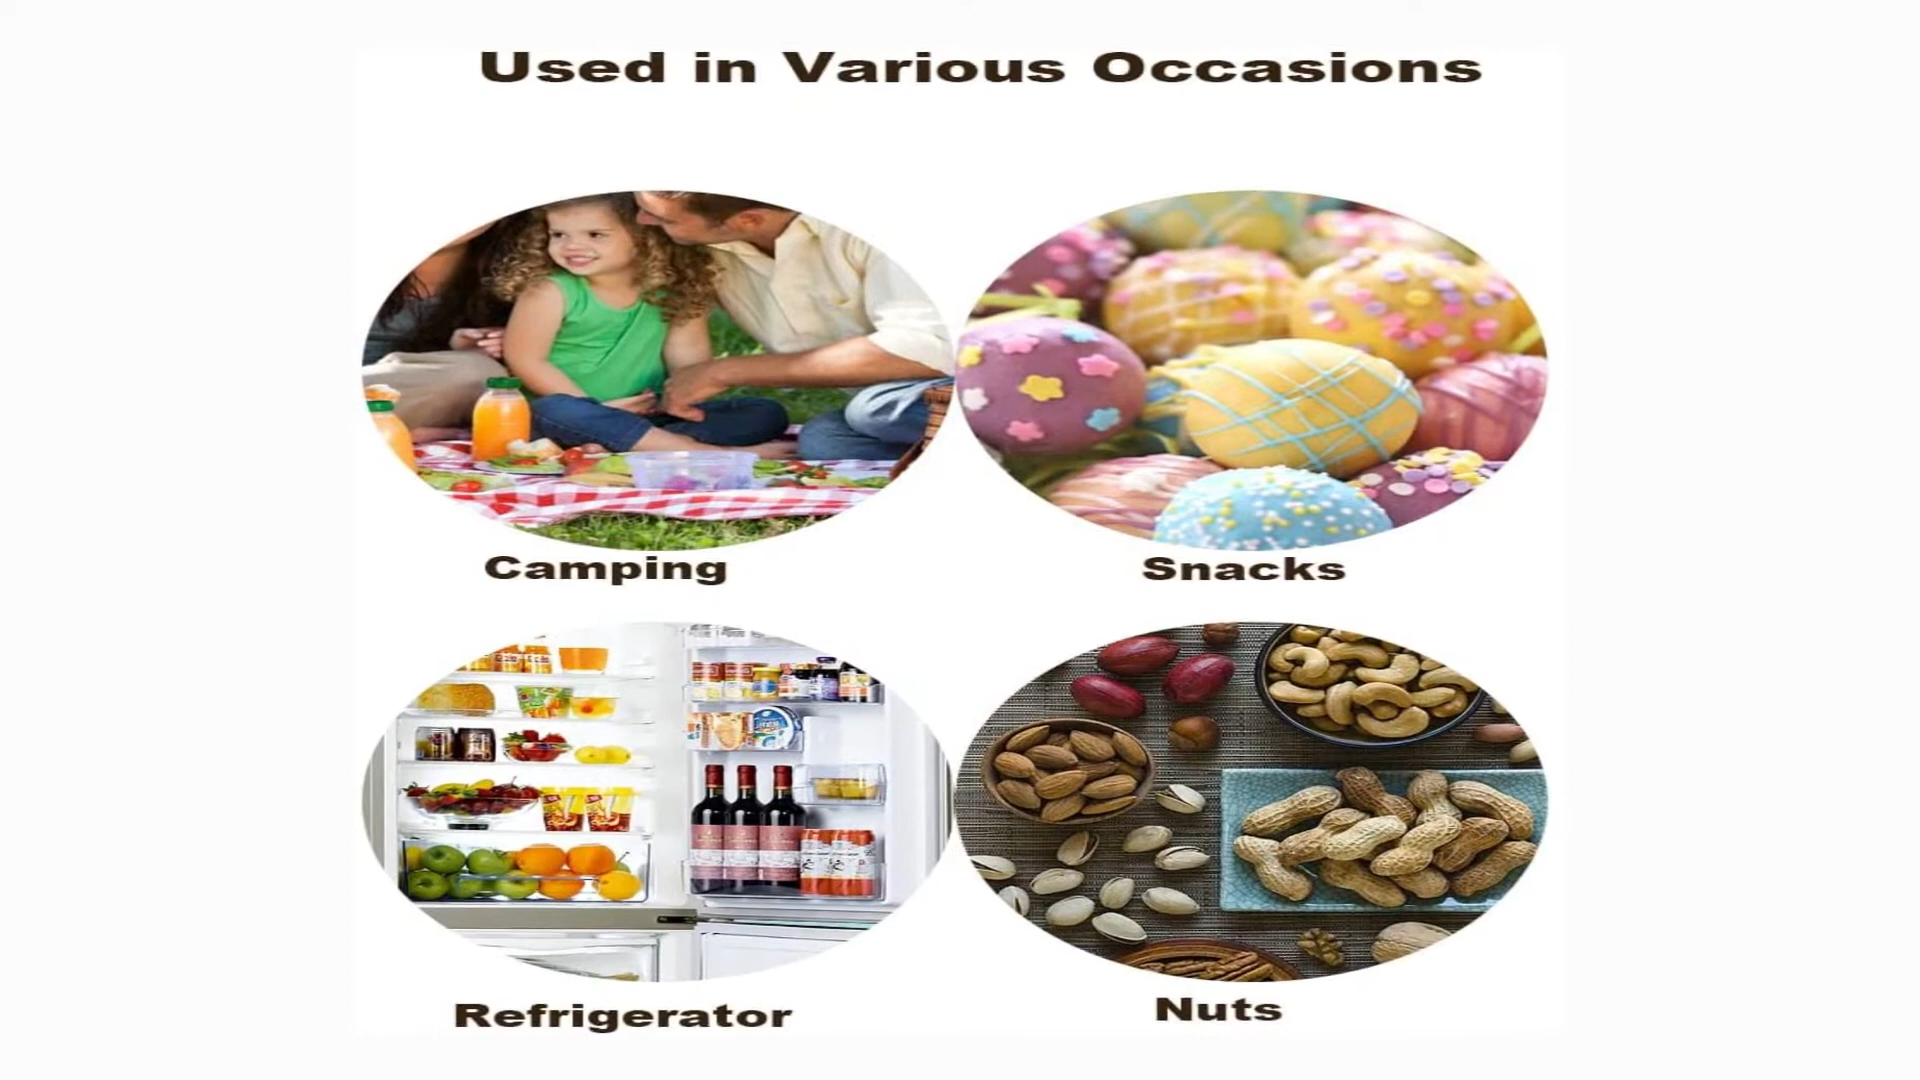 Used in Various Occasions
Camping
Snacks
Refrigerator
Nuts